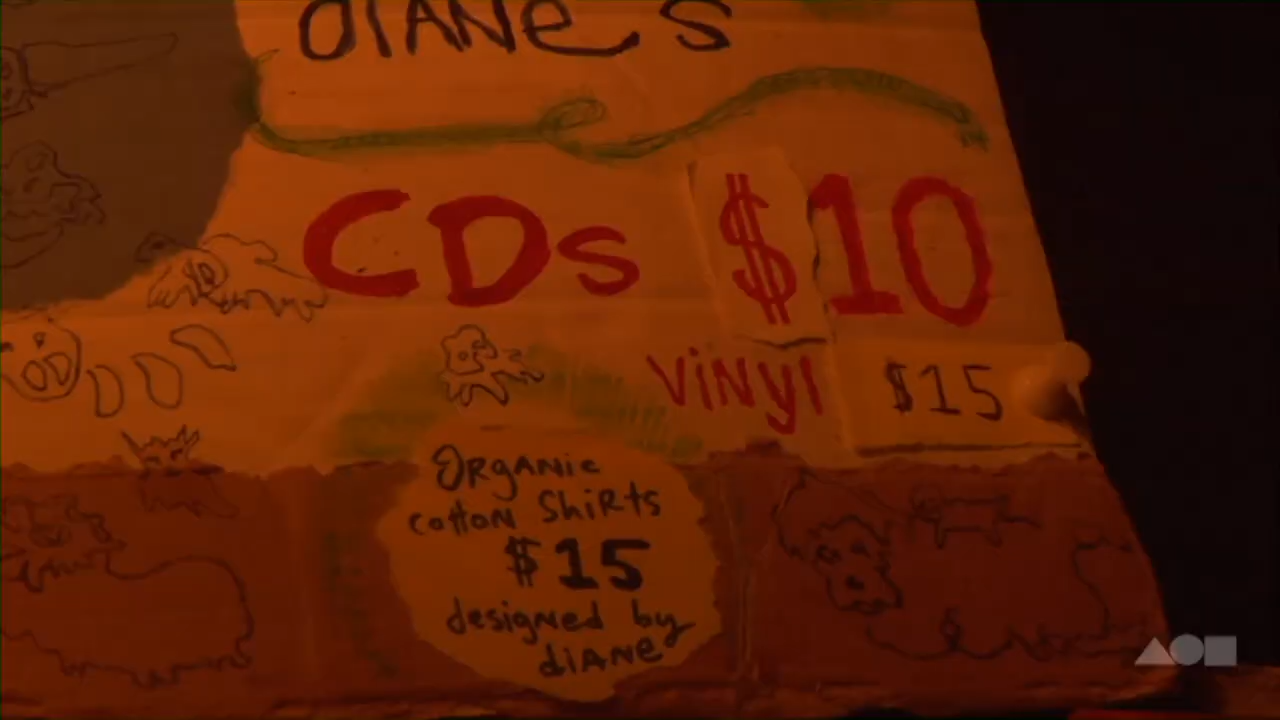 diANe's
CDs $10
ViNyl $15
ORganic
cotton ShiRts
$15
designed by
diANe